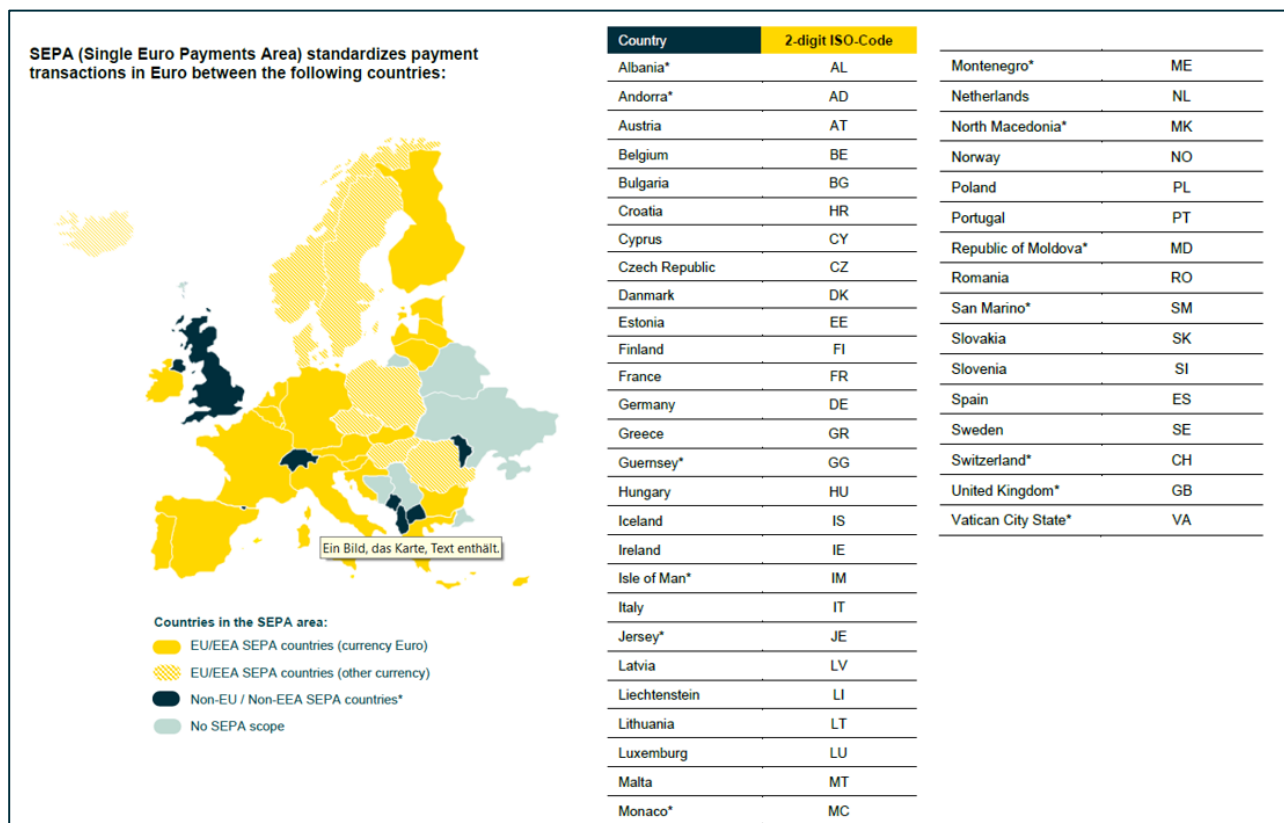 SEPA (Single Euro Payments Area) standardizes payment
transactions in Euro between the following countries:
Ein Bild, das Karte, Text enthält.
Countries in the SEPA area:
EU/EEA SEPA countries (currency Euro)
EU/EEA SEPA countries (other currency)
Non-EU / Non-EEA SEPA countries*
No SEPA scope
Country 2-digit ISO-Code
Albania* AL
Andorra* AD
Austria AT
Belgium BE
Bulgaria BG
Croatia HR
Cyprus CY
Czech Republic CZ
Danmark DK
Estonia EE
Finland FI
France FR
Germany DE
Greece GR
Guernsey* GG
Hungary HU
Iceland IS
Ireland IE
Isle of Man* IM
Italy IT
Jersey* JE
Latvia LV
Liechtenstein LI
Lithuania LT
Luxemburg LU
Malta MT
Monaco* MC
Montenegro* ME
Netherlands NL
North Macedonia* MK
Norway NO
Poland PL
Portugal PT
Republic of Moldova* MD
Romania RO
San Marino* SM
Slovakia SK
Slovenia SI
Spain ES
Sweden SE
Switzerland* CH
United Kingdom* GB
Vatican City State* VA